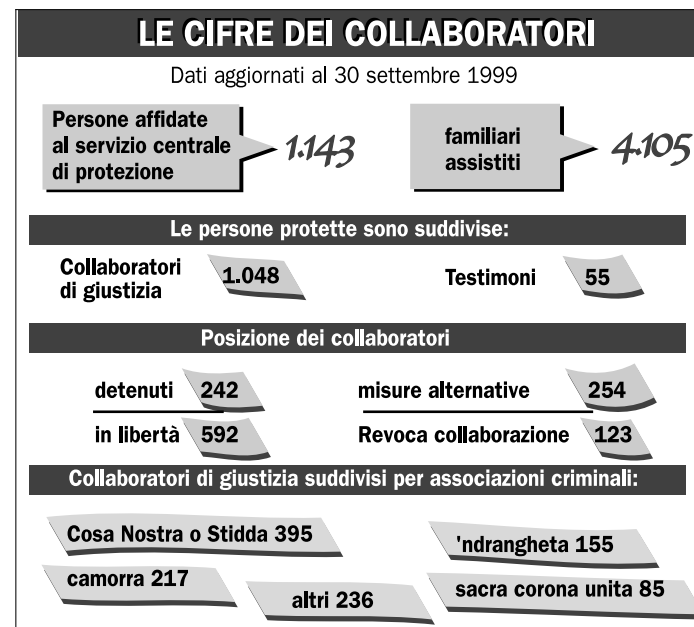 LE CIFRE DEI COLLABORATORI
Dati aggiornati al 30 settembre 1999
Persone affidate
al servizio centrale
di protezione
1.143
familiari
assistiti
4.105
Le persone protette sono suddivise:
Collaboratori
di giustizia
1.048
Testimoni
55
Posizione dei collaboratori
detenuti 242
misure alternative 254
in libertà 592
Revoca collaborazione 123
Collaboratori di giustizia suddivisi per associazioni criminali:
Cosa Nostra o Stidda 395
'ndrangheta 155
camorra 217
altri 236
sacra corona unita 85